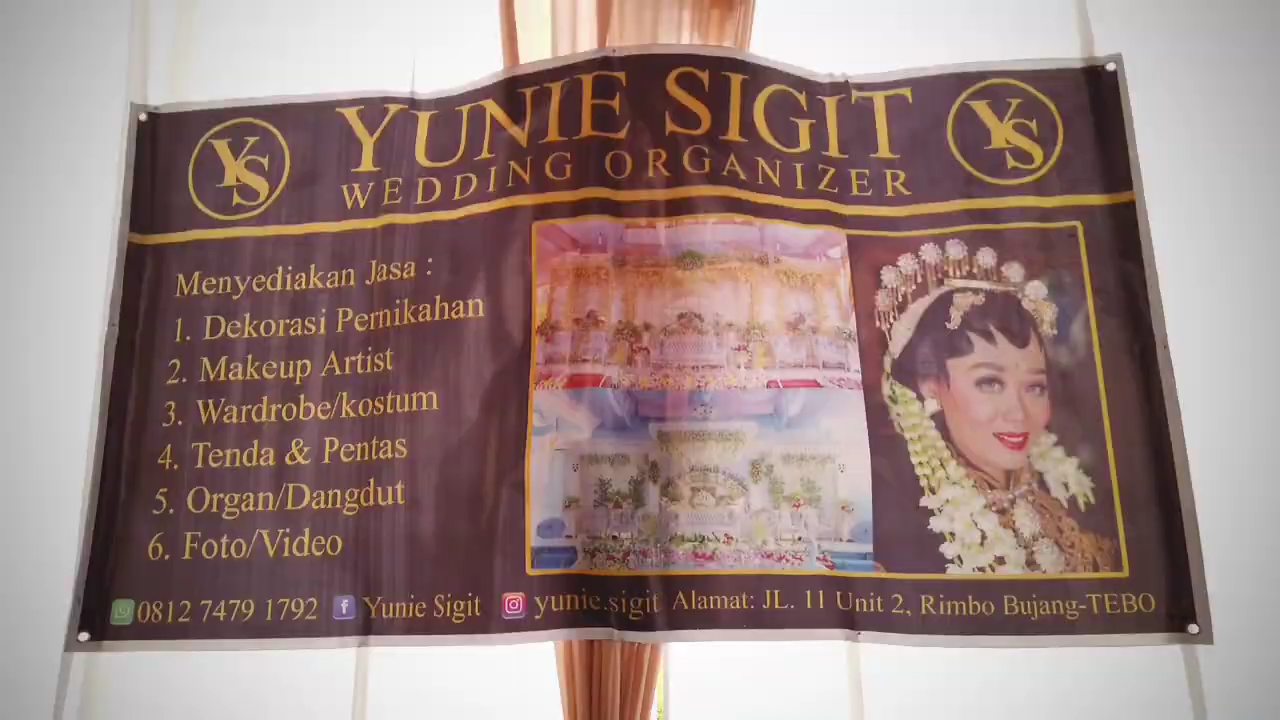 YS
YUNIE SIGIT
YS
WEDDING ORGANIZER
Menyediakan Jasa :
1. Dekorasi Pernikahan
2. Makeup Artist
3. Wardrobe/kostum
4. Tenda & Pentas
5. Organ/Dangdut
6. Foto/Video
0812 7479 1792 Yunie Sigit yunie.sigit Alamat: JL. 11 Unit 2, Rimbo Bujang-TEBO